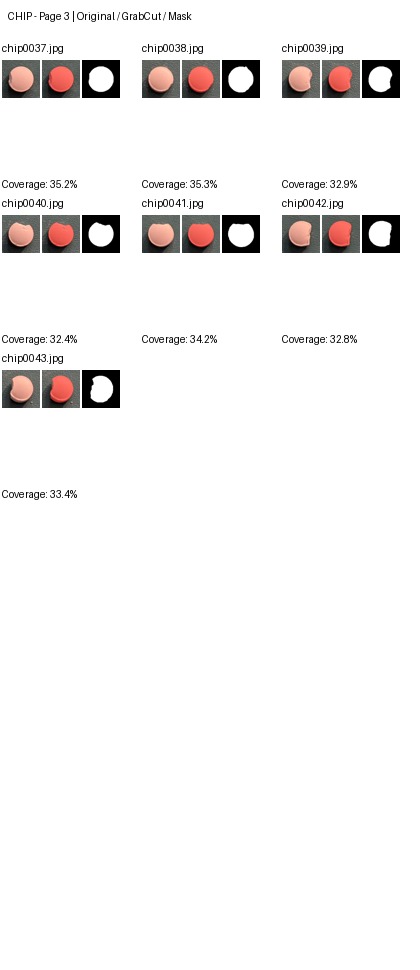 CHIP - Page 3 | Original / GrabCut / Mask
chip0037.jpg
chip0038.jpg
chip0039.jpg
Coverage: 35.2%
Coverage: 35.3%
Coverage: 32.9%
chip0040.jpg
chip0041.jpg
chip0042.jpg
Coverage: 32.4%
Coverage: 34.2%
Coverage: 32.8%
chip0043.jpg
Coverage: 33.4%